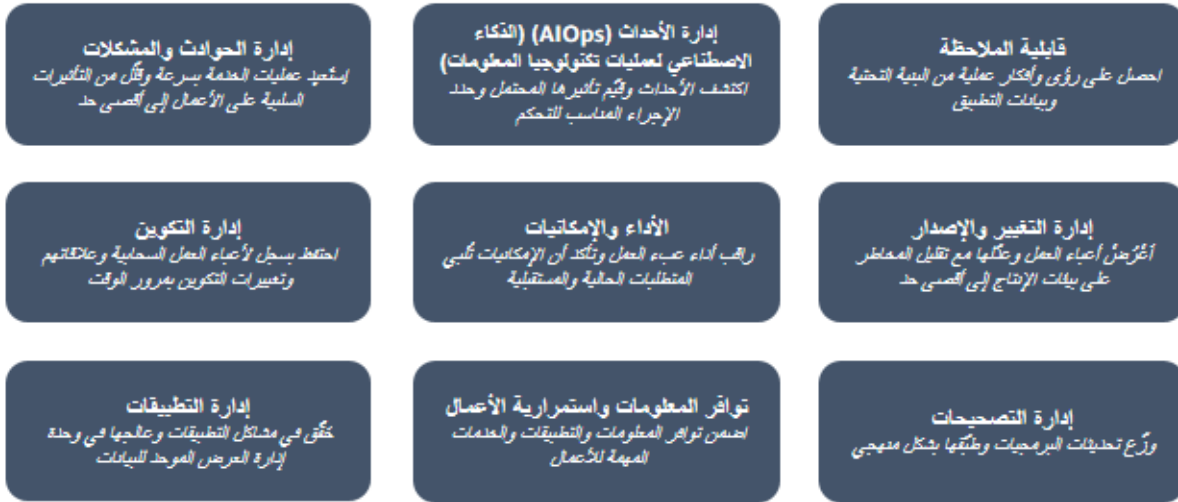 قابلية الملاحظة
احصل على رؤى وأفكار عملية من البنية التحتية
وبيانات التطبيق
إدارة الأحداث (AIOps) (الذكاء
الاصطناعي لعمليات تكنولوجيا المعلومات)
اكتشف الأحداث وقيّم تأثيرها المحتمل وحدد
الإجراء المناسب للتحكم
إدارة الحوادث والمشكلات
استعيد عمليات الخدمة بسرعة وقلّل من التأثيرات
السلبية على الأعمال إلى أقصى حد
إدارة التغيير والإصدار
أعباء العمل وعدّلها مع تقليل المخاطر
على بيئات الإنتاج إلى أقصى حد
الأداء والإمكانيات
راقب أداء عبء العمل وتأكد أن الإمكانيات تلبي
المتطلبات الحالية والمستقبلية
إدارة التكوين
احتفظ بسجل لأعباء العمل السحابية وعلاقاتهم
وتغييرات التكوين بمرور الوقت
إدارة التصحيحات
وزّع تحديثات البرمجيات وطبّقها بشكل منهجي
توافر المعلومات واستمرارية الأعمال
اضمن توافر المعلومات والتطبيقات والخدمات
المهمة للأعمال
إدارة التطبيقات
حقّق في مشاكل التطبيقات وعالجها في وحدة
إدارة العرض الموحد للبيانات